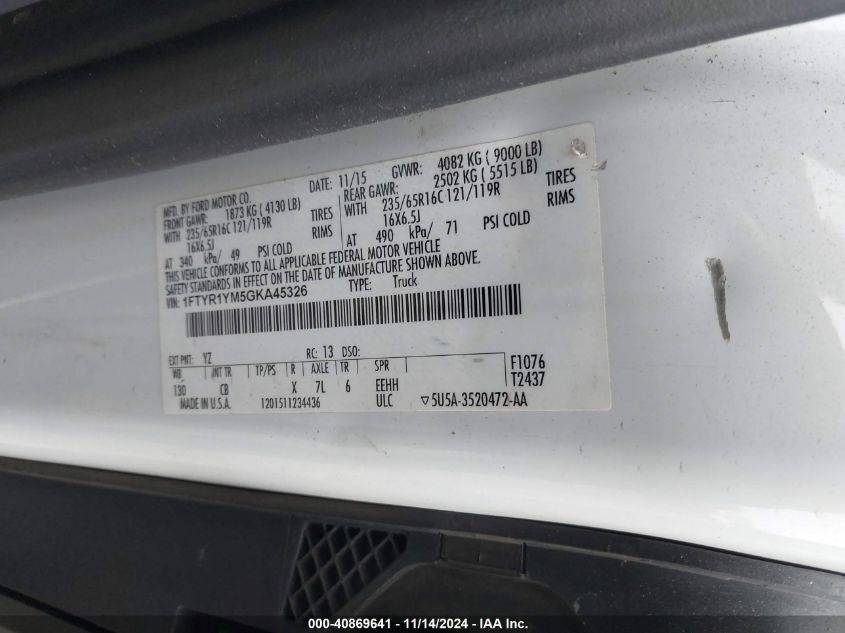 MFD. BY FORD MOTOR CO. DATE: 11/15 GVWR: 4082 KG ( 9000 LB)
FRONT GAWR: 1873 KG ( 4130 LB) REAR GAWR: 2502 KG ( 5515 LB)
WITH 235/65R16C 121/119R TIRES WITH 235/65R16C 121/119R TIRES
16X6.5J RIMS 16X6.5J RIMS
AT 340 kPa/ 49 PSI COLD AT 490 kPa/ 71 PSI COLD
THIS VEHICLE CONFORMS TO ALL APPLICABLE FEDERAL MOTOR VEHICLE
SAFETY STANDARDS IN EFFECT ON THE DATE OF MANUFACTURE SHOWN ABOVE.
VIN: 1FTYR1YM5GKA45326 TYPE: Truck
EXT PNT: YZ RC: 13 DSO:
WB INT TR TP/PS R AXLE TR SPR F1076
130 CB X 7L 6 EEHH T2437
MADE IN U.S.A. 1201511234436 ULC ▽5U5A-3520472-AA
000-40869641 - 11/14/2024 - IAA Inc.